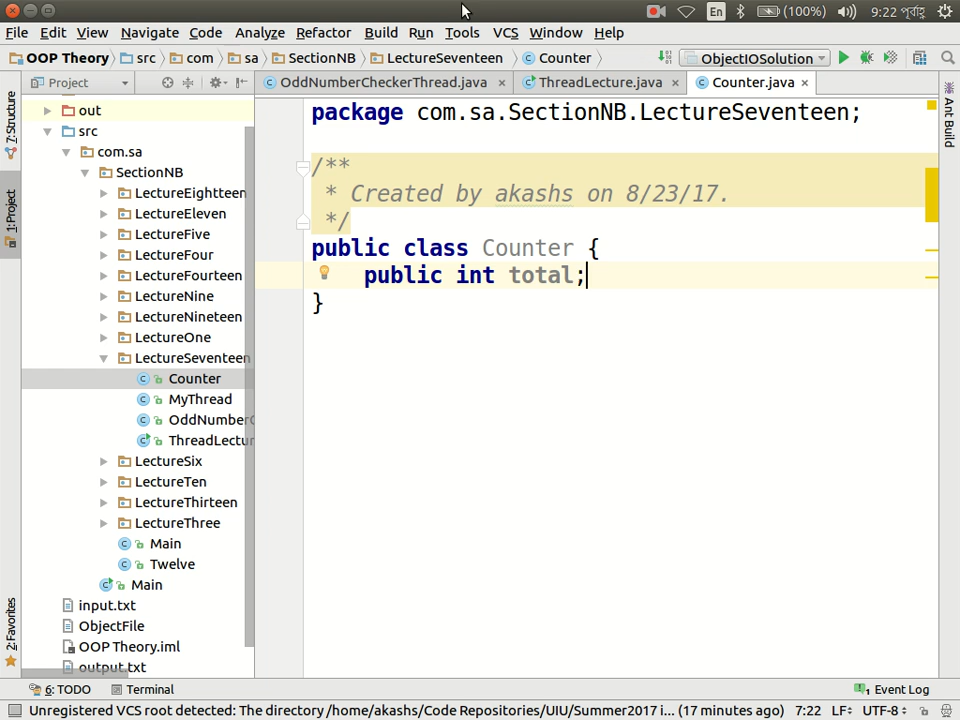 En (100%) 9:22 পূর্বাহ্ণ
File Edit View Navigate Code Analyze Refactor Build Run Tools VCS Window Help
OOP Theory src com sa SectionNB LectureSeventeen Counter ObjectIOSolution
Project OddNumberCheckerThread.java ThreadLecture.java Counter.java
7: Structure
1: Project
2: Favorites
Ant Build
out
src
com.sa
SectionNB
LectureEighteen
LectureEleven
LectureFive
LectureFour
LectureFourteen
LectureNine
LectureNineteen
LectureOne
LectureSeventeen
Counter
MyThread
OddNumberC
ThreadLectur
LectureSix
LectureTen
LectureThirteen
LectureThree
Main
Twelve
Main
input.txt
ObjectFile
OOP Theory.iml
output.txt
package com.sa.SectionNB.LectureSeventeen;
/**
* Created by akashs on 8/23/17.
*/
public class Counter {
public int total;
}
6: TODO Terminal 1 Event Log
Unregistered VCS root detected: The directory /home/akashs/Code Repositories/UIU/Summer2017 i... (17 minutes ago) 7:22 LF UTF-8